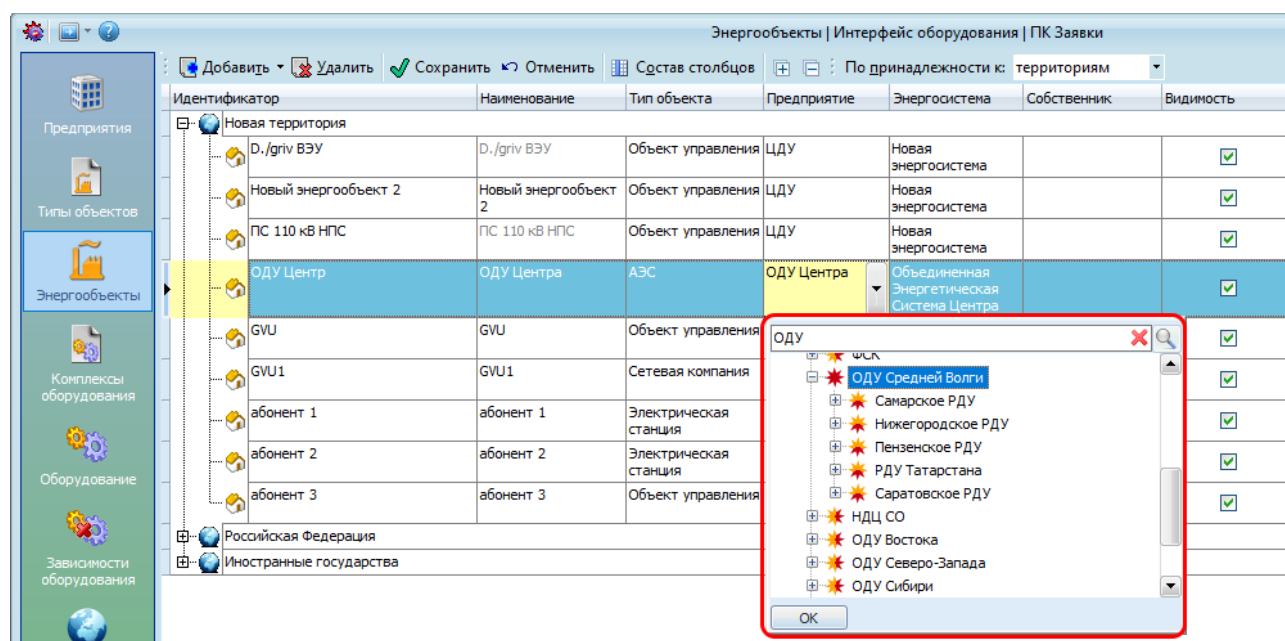 Энергообъекты | Интерфейс оборудования | ПК Заявки
Добавить Удалить Сохранить Отменить Состав столбцов По принадлежности к: территориям
Идентификатор Наименование Тип объекта Предприятие Энергосистема Собственник Видимость
Новая территория
D./griv ВЭУ D./griv ВЭУ Объект управления ЦДУ Новая
энергосистема
Новый энергообъект 2 Новый энергообъект Объект управления ЦДУ Новая
2 энергосистема
ПС 110 кВ НПС ПС 110 кВ НПС Объект управления ЦДУ Новая
энергосистема
ОДУ Центр ОДУ Центра АЭС ОДУ Центра Объединенная
Энергетическая
Система Центра
GVU GVU Объект управления
GVU1 GVU1 Сетевая компания
абонент 1 абонент 1 Электрическая
станция
абонент 2 абонент 2 Электрическая
станция
абонент 3 абонент 3 Объект управления
Российская Федерация
Иностранные государства
Предприятия
Типы объектов
Энергообъекты
Комплексы
оборудования
Оборудование
Зависимости
оборудования
ОДУ
ФСК
ОДУ Средней Волги
Самарское РДУ
Нижегородское РДУ
Пензенское РДУ
РДУ Татарстана
Саратовское РДУ
НДЦ СО
ОДУ Востока
ОДУ Северо-Запада
ОДУ Сибири
ОК